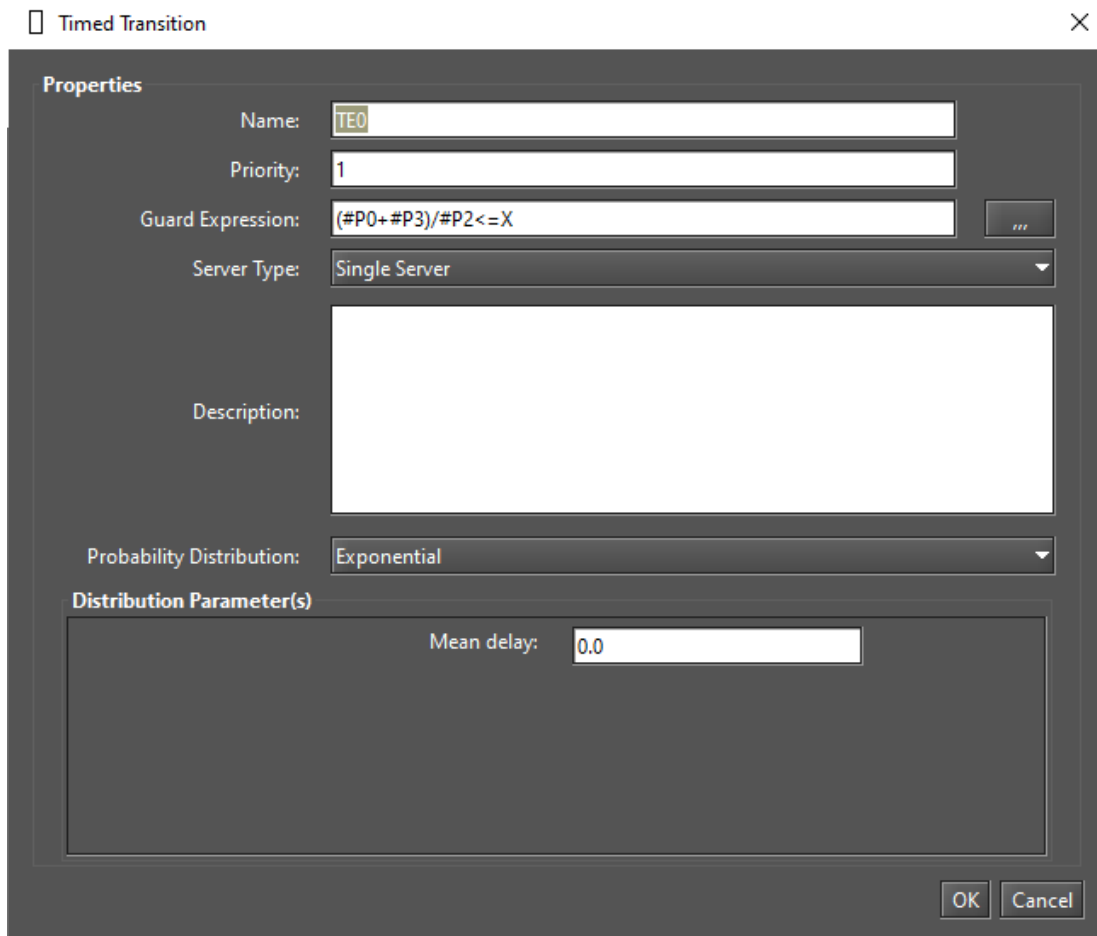 Timed Transition
Properties
Name: TE0
Priority: 1
Guard Expression: (#P0+#P3)/#P2<=X ,,,
Server Type: Single Server
Description:
Probability Distribution: Exponential
Distribution Parameter(s)
Mean delay: 0.0
OK Cancel